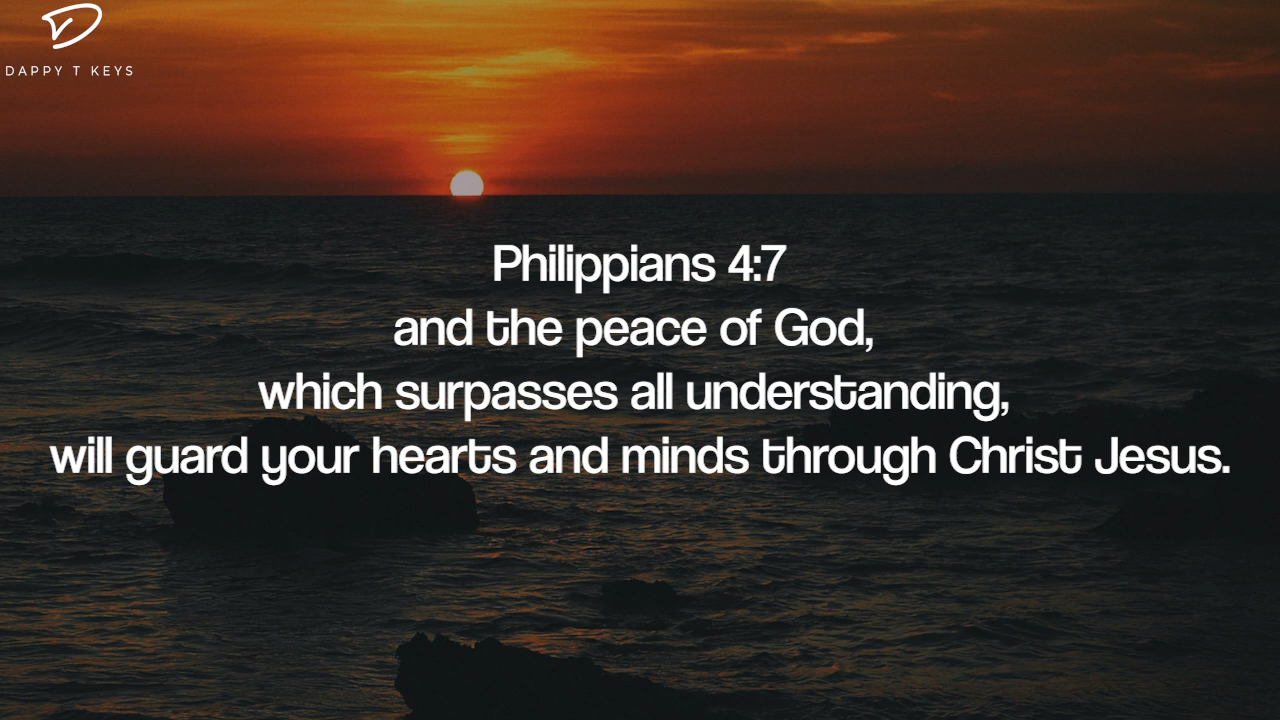 DAPPY T KEYS
Philippians 4:7
and the peace of God,
which surpasses all understanding,
will guard your hearts and minds through Christ Jesus.